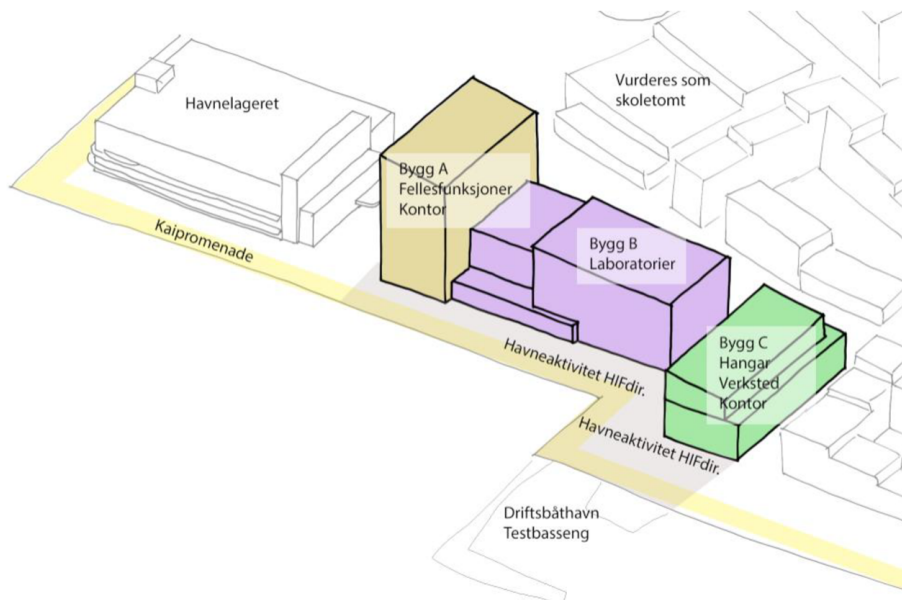 Havnelageret
Vurderes som
skoletomt
Bygg A
Fellesfunksjoner
Kontor
Bygg B
Laboratorier
Kaipromenade
Bygg C
Hangar
Verksted
Kontor
Havneaktivitet HIFdir.
Havneaktivitet HIFdir.
Driftsbåthavn
Testbasseng